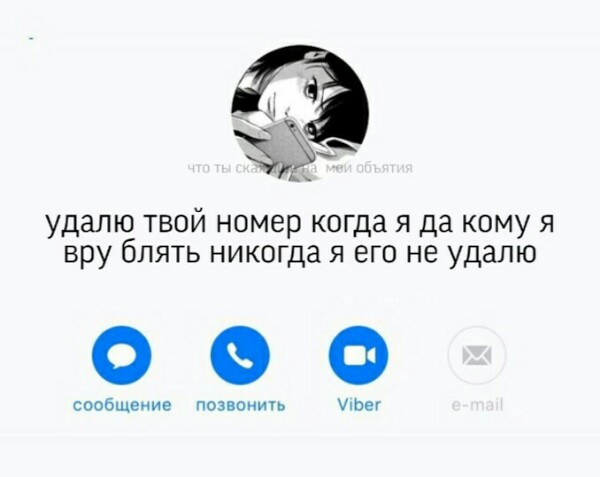 что ты скажешь на мои объятия
удалю твой номер когда я да кому я
вру блять никогда я его не удалю
сообщение позвонить Viber e-mail